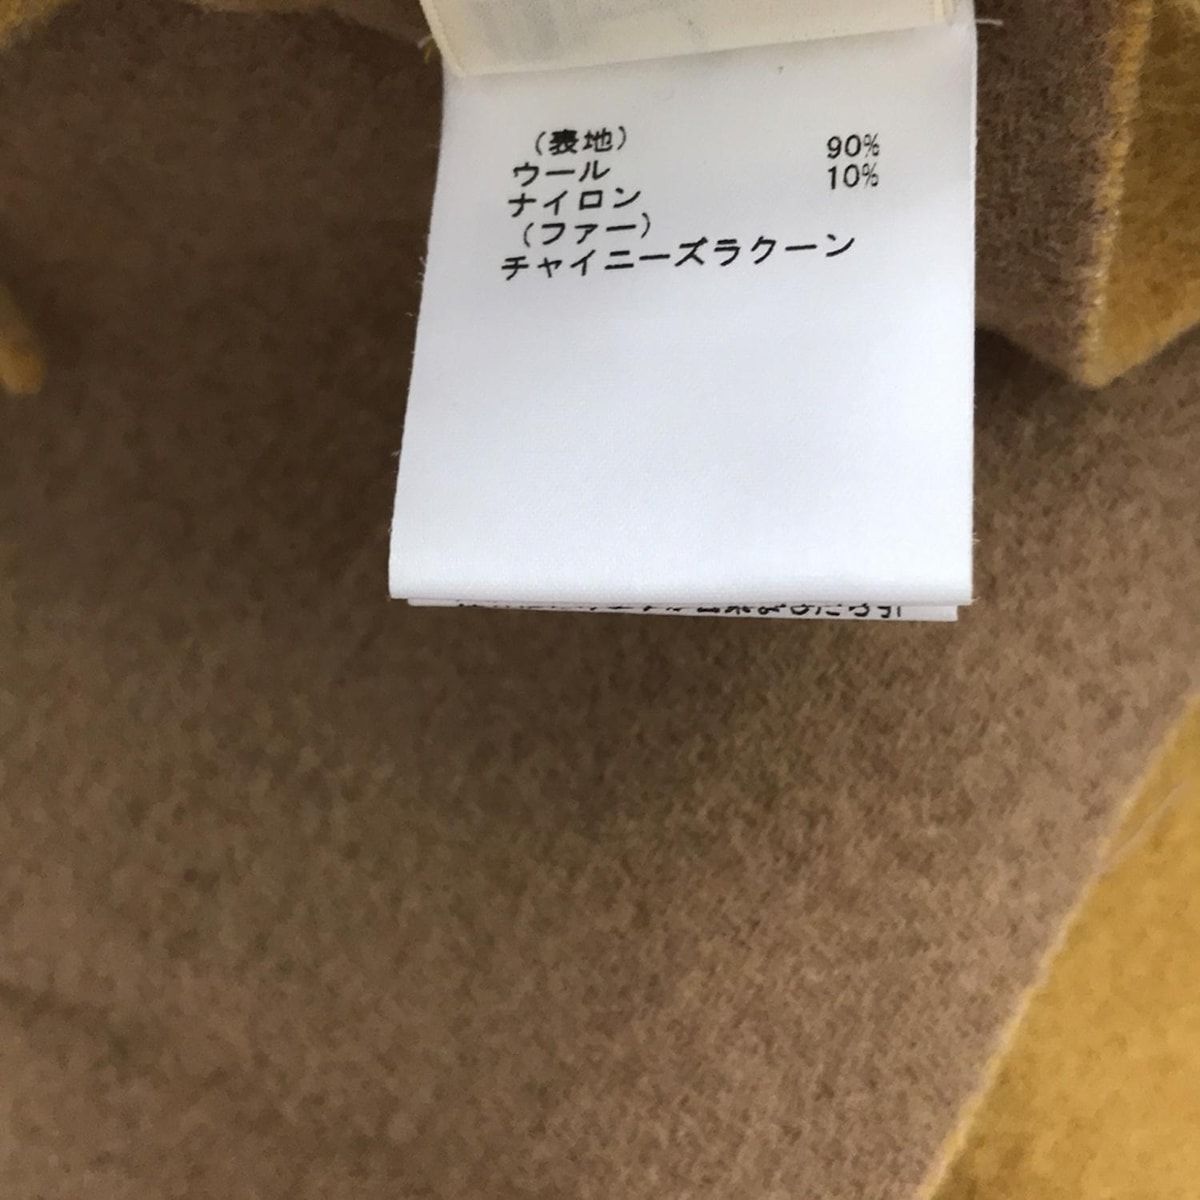 （表地）
ウール 90%
ナイロン 10%
（ファー）
チャイニーズラクーン